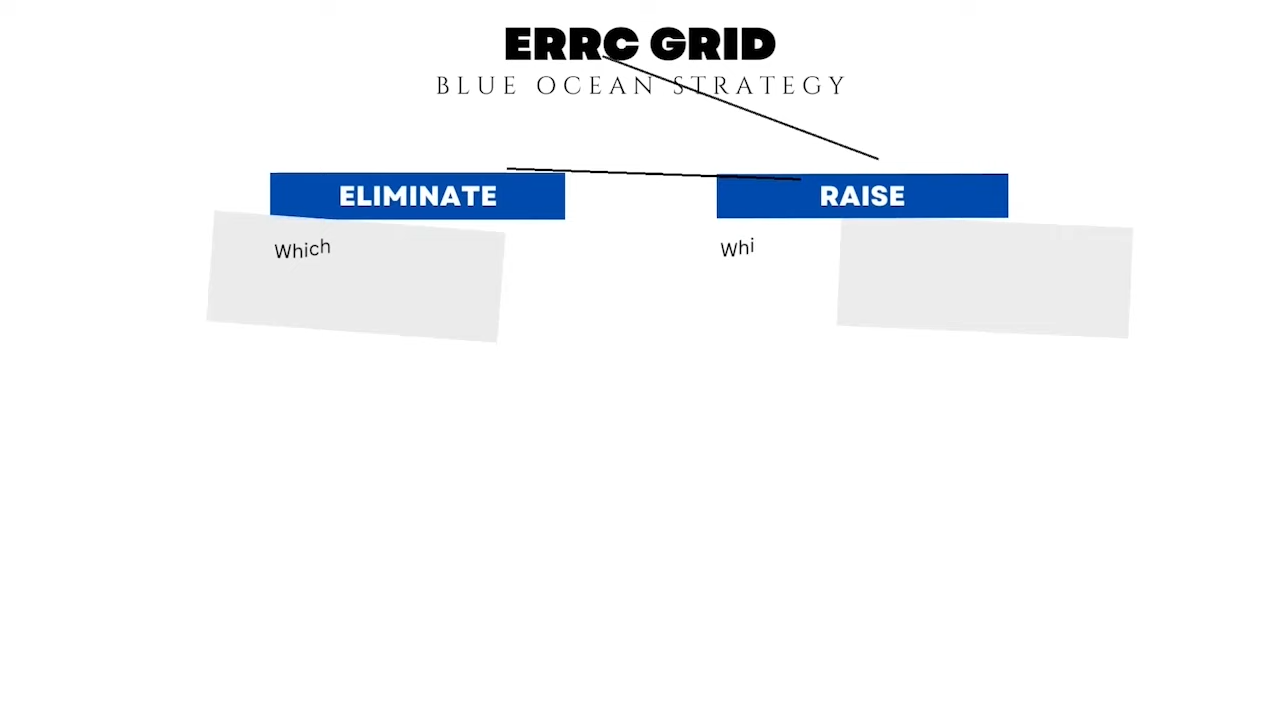 ERRC GRID
BLUE OCEAN STRATEGY
ELIMINATE
Which
RAISE
Whi